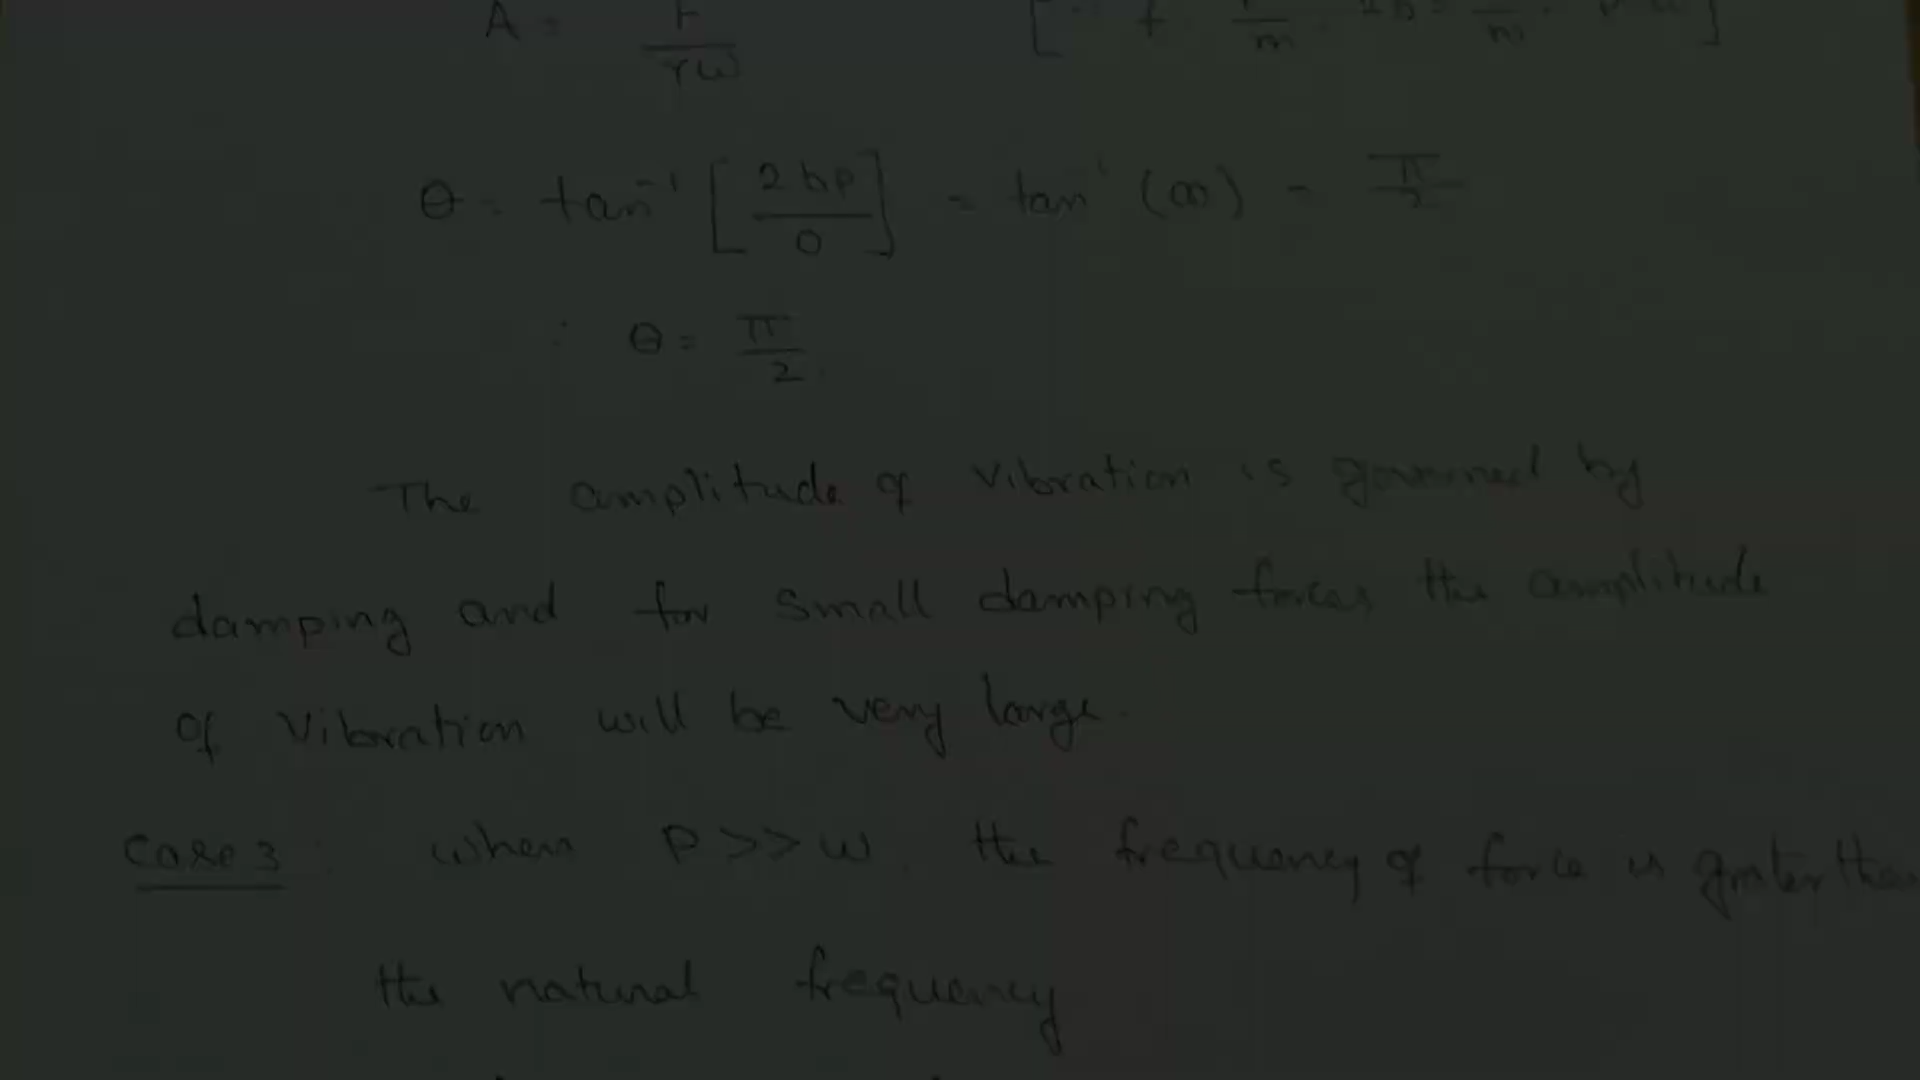 A = F / rω [ f m 2b = m ]
θ = tan⁻¹ [ 2bp / 0 ] = tan⁻¹ (∞) = π / 2
∴ θ = π / 2
The amplitude of vibration is governed by
damping and for small damping forces the amplitude
of vibration will be very large.
Case 3 : when p >> ω the frequency of force is greater than
the natural frequency